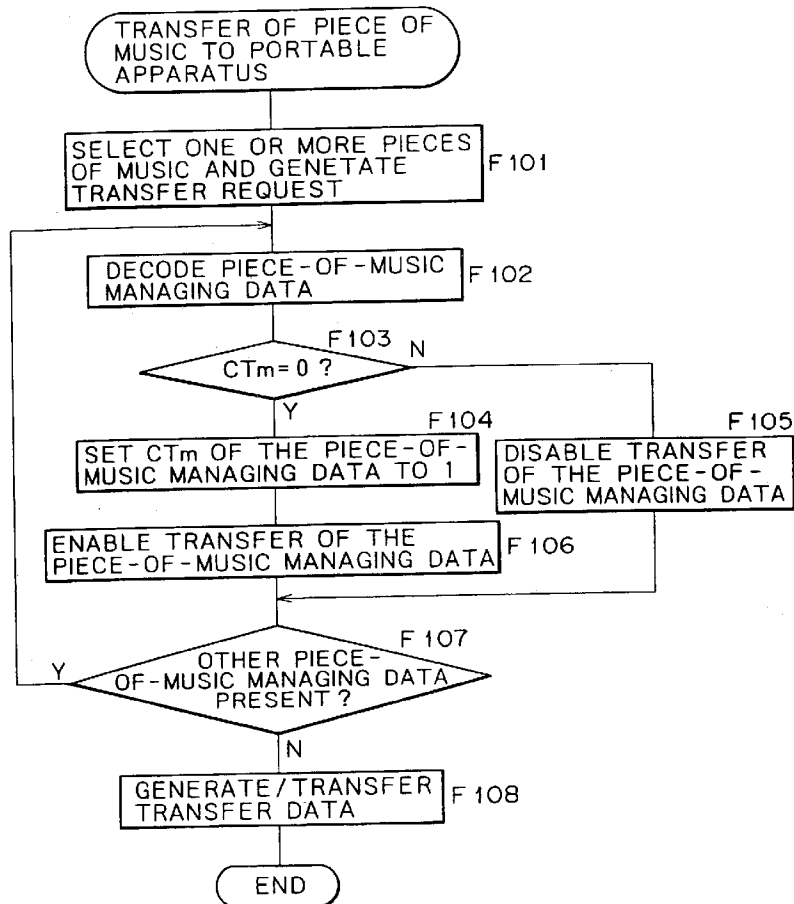 TRANSFER OF PIECE OF
MUSIC TO PORTABLE
APPARATUS
SELECT ONE OR MORE PIECES
OF MUSIC AND GENETATE
TRANSFER REQUEST
F101
DECODE PIECE-OF-MUSIC
MANAGING DATA
F102
F103
CTm=0 ?
N
Y
F104
SET CTm OF THE PIECE-OF-
MUSIC MANAGING DATA TO 1
F105
DISABLE TRANSFER
OF THE PIECE-OF-
MUSIC MANAGING DATA
ENABLE TRANSFER OF THE
PIECE-OF-MUSIC MANAGING DATA
F106
F107
Y
OTHER PIECE-
OF-MUSIC MANAGING DATA
PRESENT ?
N
GENERATE/TRANSFER
TRANSFER DATA
F108
END